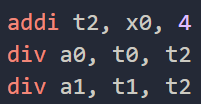 addi t2, x0, 4
div a0, t0, t2
div a1, t1, t2